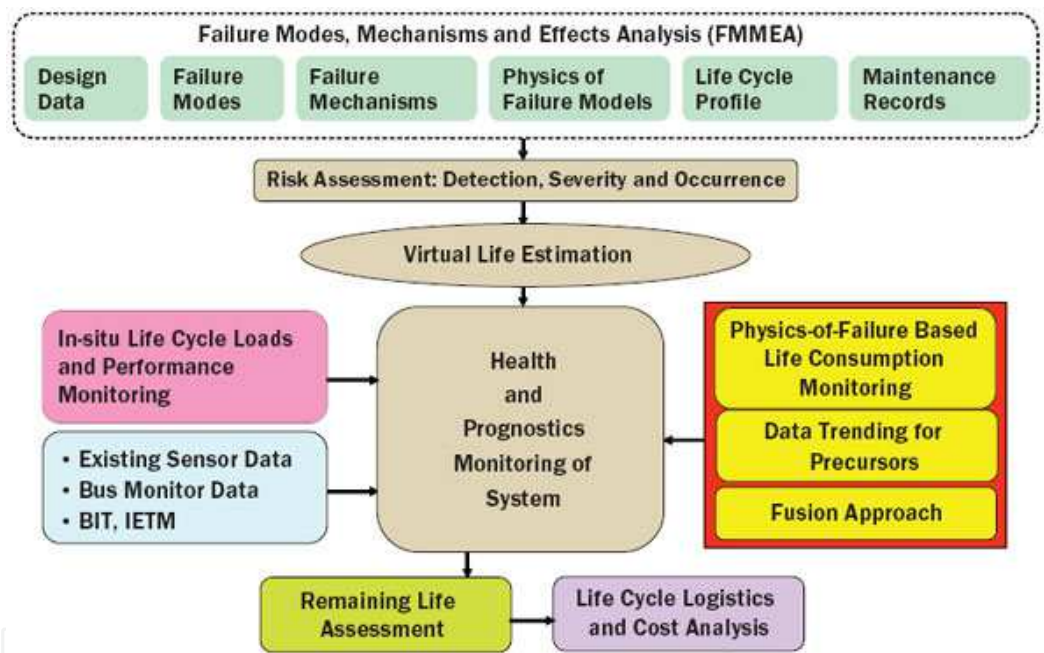 Failure Modes, Mechanisms and Effects Analysis (FMMEA)
Design
Data
Failure
Modes
Failure
Mechanisms
Physics of
Failure Models
Life Cycle
Profile
Maintenance
Records
Risk Assessment: Detection, Severity and Occurrence
Virtual Life Estimation
In-situ Life Cycle Loads
and Performance
Monitoring
• Existing Sensor Data
• Bus Monitor Data
• BIT, IETM
Health
and
Prognostics
Monitoring of
System
Physics-of-Failure Based
Life Consumption
Monitoring
Data Trending for
Precursors
Fusion Approach
Remaining Life
Assessment
Life Cycle Logistics
and Cost Analysis